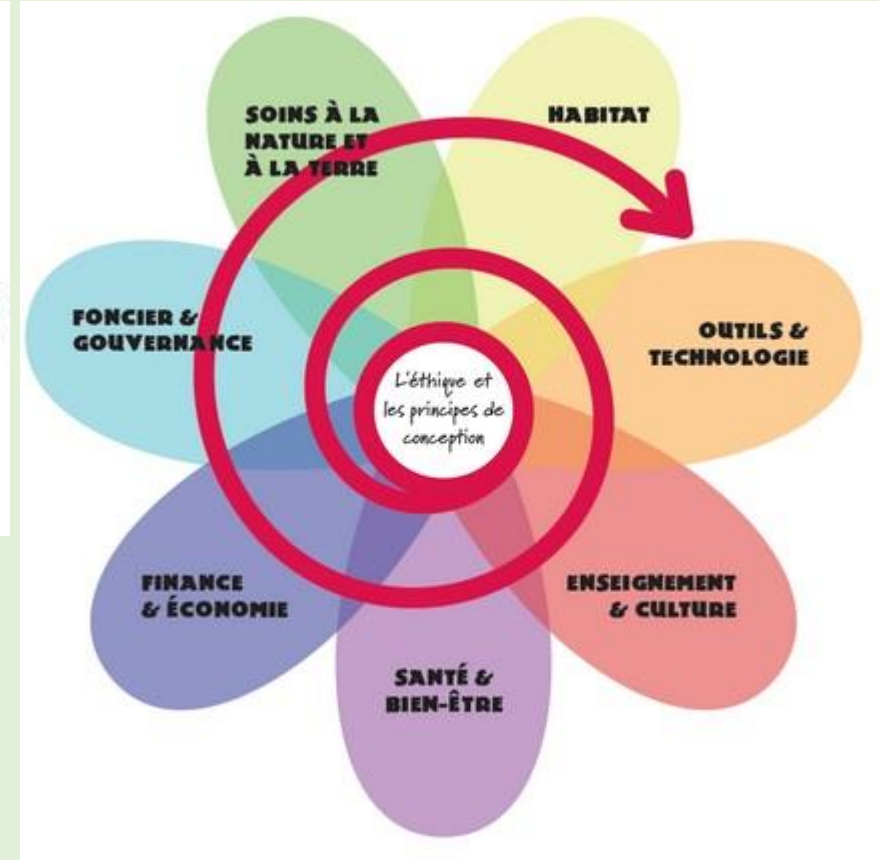 SOINS À LA
NATURE ET
À LA TERRE
HABITAT
FONCIER &
GOUVERNANCE
OUTILS &
TECHNOLOGIE
L'éthique et
les principes de
conception
FINANCE
& ÉCONOMIE
ENSEIGNEMENT
& CULTURE
SANTÉ &
BIEN-ÊTRE